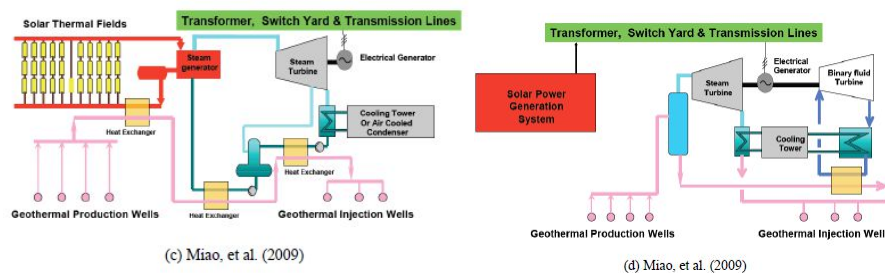 Transformer, Switch Yard & Transmission Lines
Solar Thermal Fields
Steam
generator
Steam
Turbine
Electrical Generator
Cooling Tower
Or Air Cooled
Condenser
Heat Exchanger
Heat Exchanger
Heat Exchanger
Geothermal Production Wells
Geothermal Injection Wells
(c) Miao, et al. (2009)
Transformer, Switch Yard & Transmission Lines
Solar Power
Generation
System
Steam
Turbine
Electrical
Generator
Binary fluid
Turbine
Cooling
Tower
Geothermal Production Wells
Geothermal Injection Well
(d) Miao, et al. (2009)